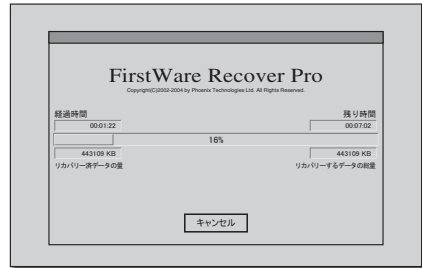 FirstWare Recover Pro
Copyright(C)2002-2004 by Phoenix Technologies Ltd. All Rights Reserved.
経過時間 残り時間
00:01:22 00:07:02
16%
443109 KB 443109 KB
リカバリー済データの量 リカバリーするデータの総量
キャンセル